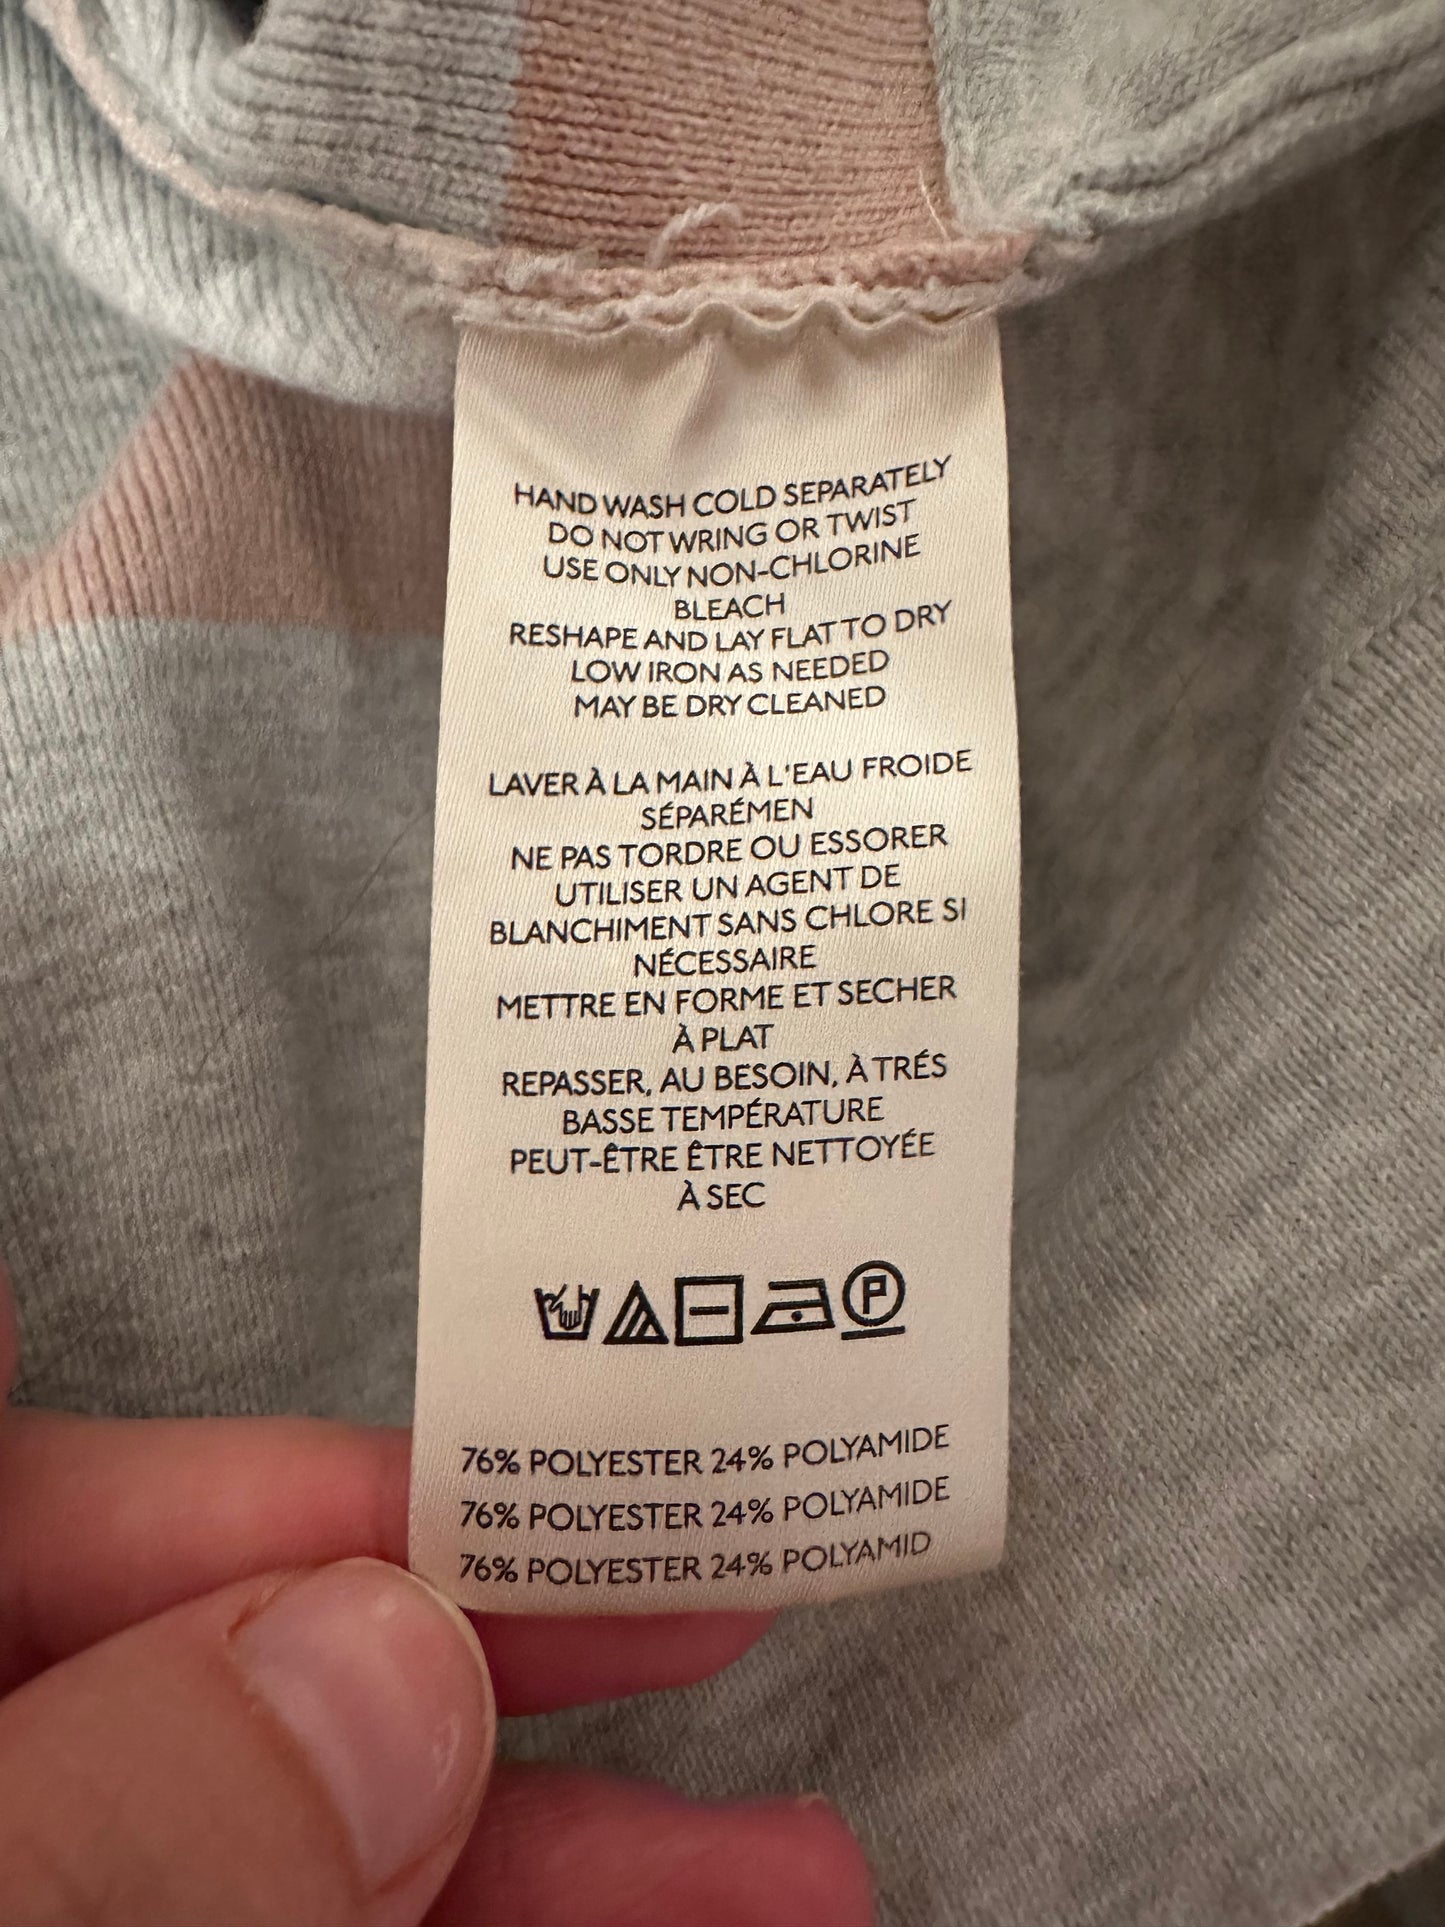 HAND WASH COLD SEPARATELY
DO NOT WRING OR TWIST
USE ONLY NON-CHLORINE
BLEACH
RESHAPE AND LAY FLAT TO DRY
LOW IRON AS NEEDED
MAY BE DRY CLEANED
LAVER À LA MAIN À L'EAU FROIDE
SÉPARÉMEN
NE PAS TORDRE OU ESSORER
UTILISER UN AGENT DE
BLANCHIMENT SANS CHLORE SI
NÉCESSAIRE
METTRE EN FORME ET SECHER
À PLAT
REPASSER, AU BESOIN, À TRÉS
BASSE TEMPÉRATURE
PEUT-ÊTRE ÊTRE NETTOYÉE
À SEC
P
76% POLYESTER 24% POLYAMIDE
76% POLYESTER 24% POLYAMIDE
76% POLYESTER 24% POLYAMID